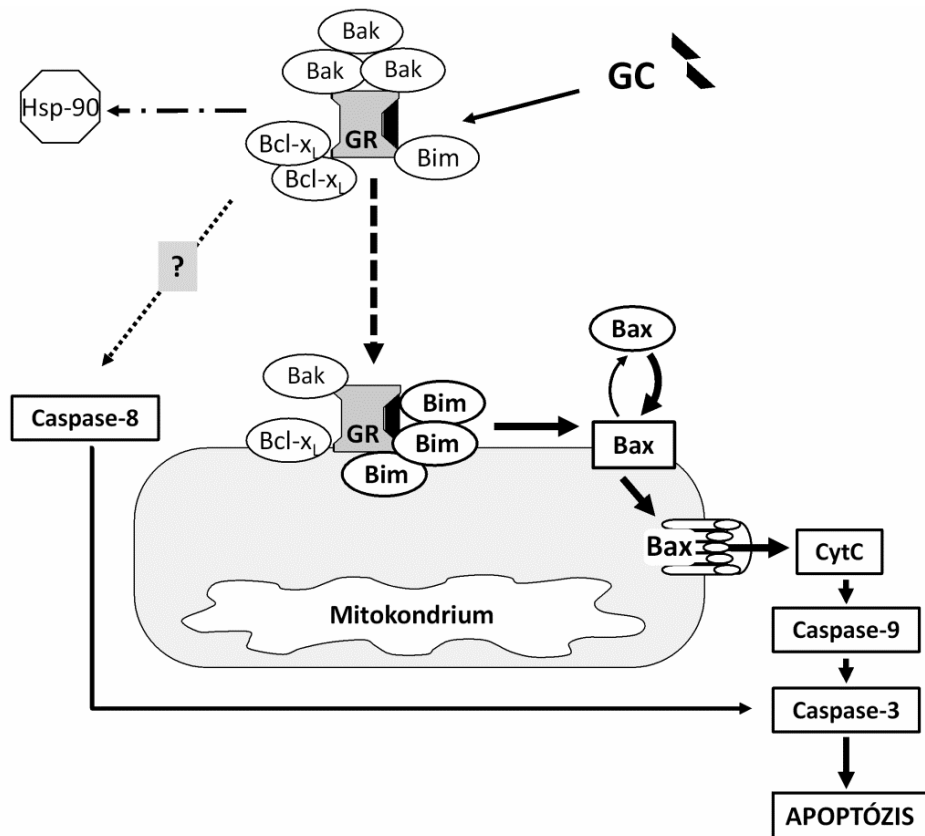 Bak
Bak
Bak
GC
Hsp-90
GR
Bcl-xL
Bim
Bcl-xL
?
Bax
Bak
Bim
Caspase-8
GR
Bcl-xL
Bim
Bax
Bim
Bax
CytC
Mitokondrium
Caspase-9
Caspase-3
APOPTÓZIS